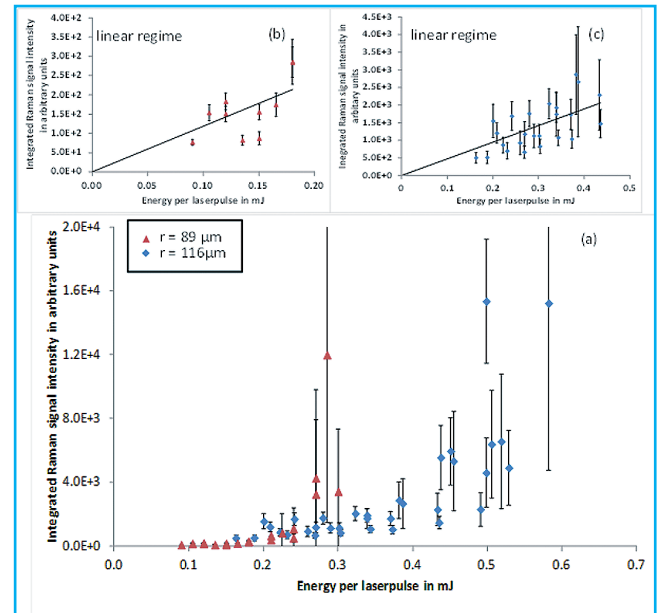 linear regime
(b)
Integrated Raman signal intensity
in arbitrary units
4.0E+2
3.5E+2
3.0E+2
2.5E+2
2.0E+2
1.5E+2
1.0E+2
5.0E+1
0.0E+0
0.00 0.05 0.10 0.15 0.20
Energy per laserpulse in mJ
linear regime
(c)
Integrated Raman signal intensity in
arbitary units
4.5E+3
4.0E+3
3.5E+3
3.0E+3
2.5E+3
2.0E+3
1.5E+3
1.0E+3
5.0E+2
0.0E+0
0 0.1 0.2 0.3 0.4 0.5
Energy per laserpulse in mJ
(a)
r = 89 µm
r = 116µm
Integrated Raman signal intensity in arbitrary units
2.0E+4
1.6E+4
1.2E+4
8.0E+3
4.0E+3
0.0E+0
0.0 0.1 0.2 0.3 0.4 0.5 0.6 0.7
Energy per laserpulse in mJ